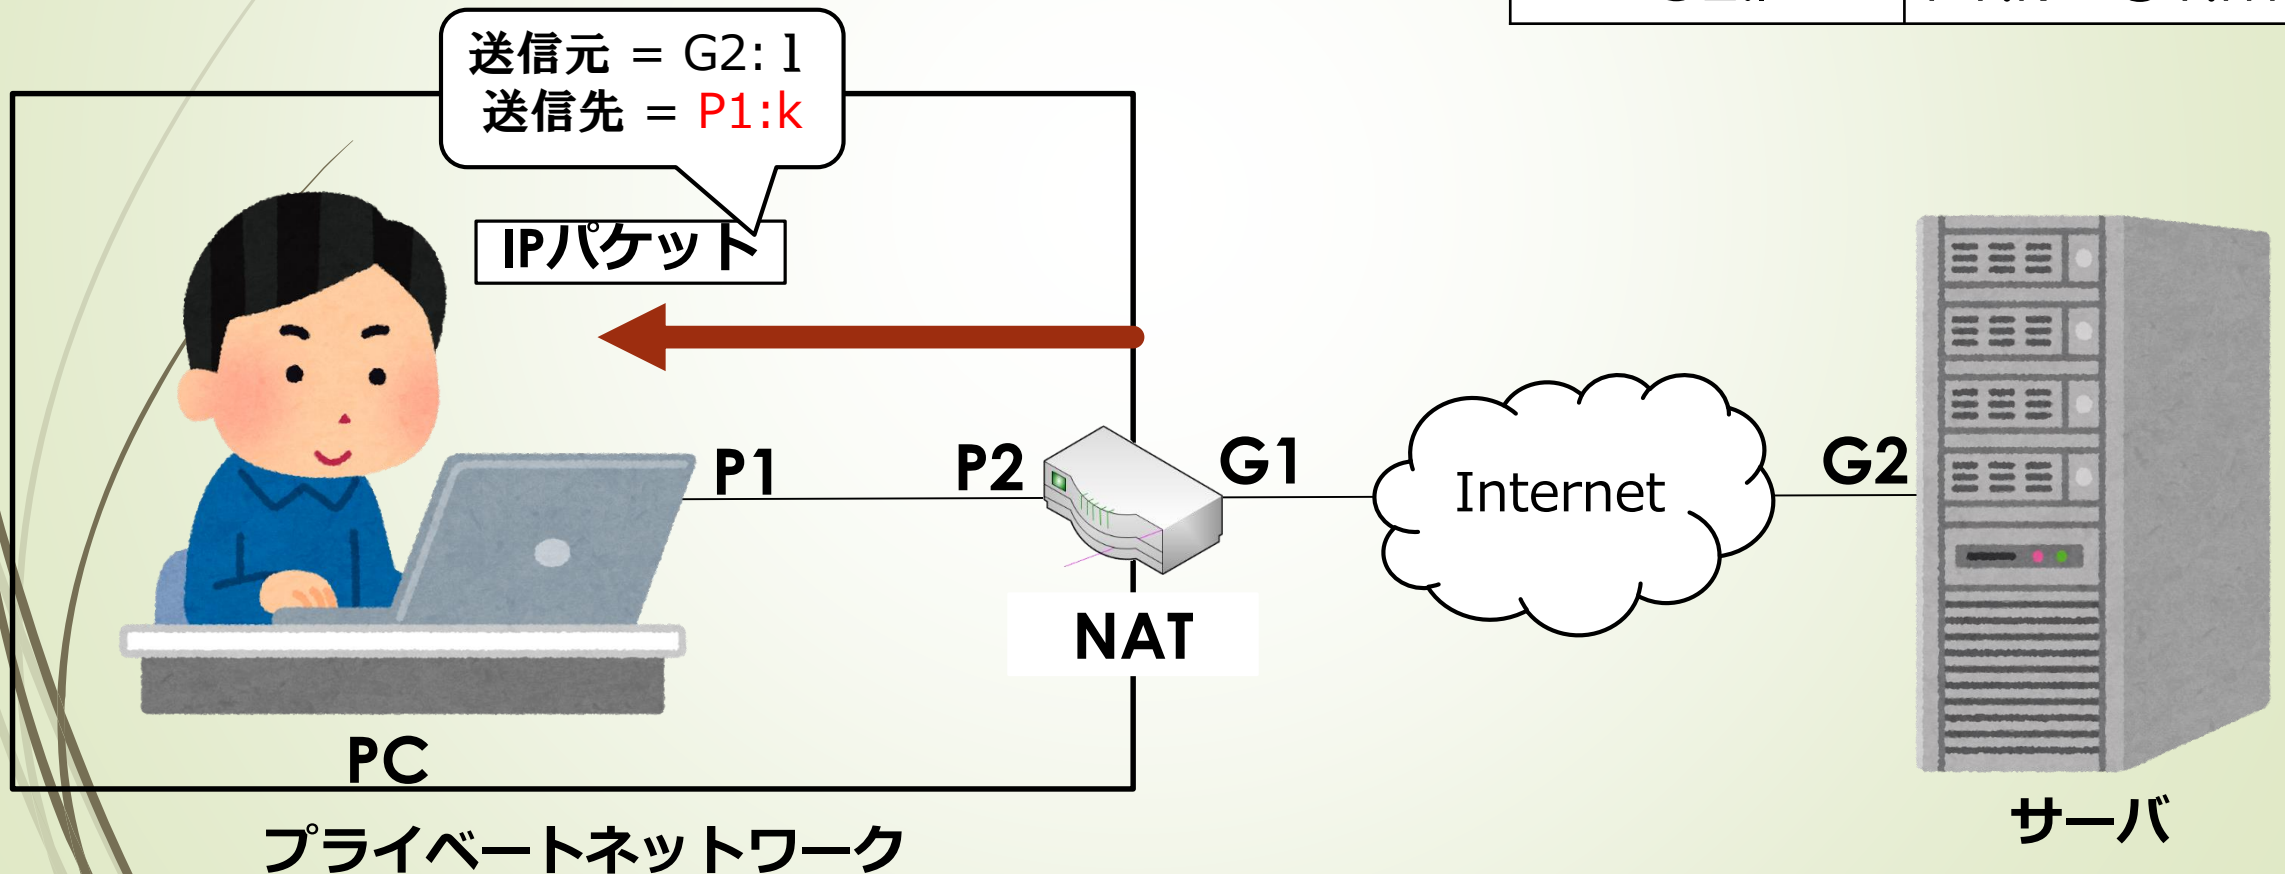 送信元 = G2: l
送信先 = P1:k
IPパケット
P1
P2
G1
Internet
G2
NAT
PC
サーバ
プライベートネットワーク